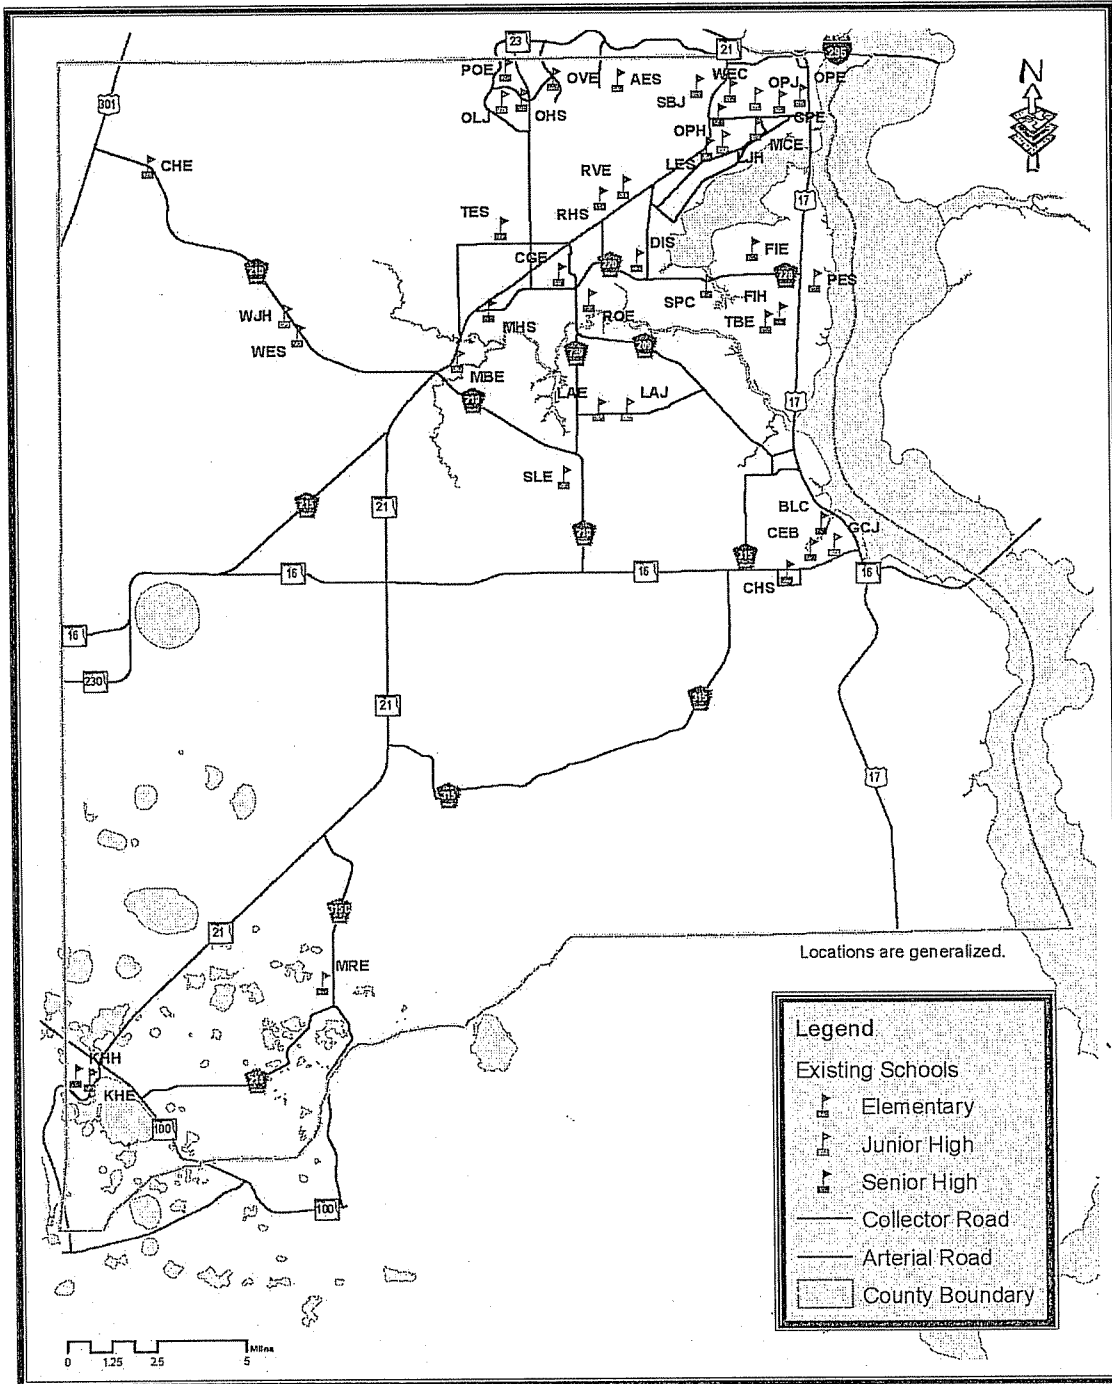 23
21
295
POE
OVE
AES
WEC
OPJ
OPE
N
SBJ
301
OLJ
OHS
GPE
OPH
MCE
CHE
LES
LJH
RVE
17
TES
RHS
DIS
FIE
CGE
220
PES
SPC
FIH
WJH
ROE
TBE
MHS
WES
MBE
LAE
LAJ
17
SLE
21
BLC
GCJ
CEB
16
16
CHS
16
16
230
21
17
21
Locations are generalized.
MRE
Legend
Existing Schools
KHH
Elementary
KHE
100
Junior High
Senior High
100
Collector Road
Arterial Road
County Boundary
Miles
0 1.25 2.5 5